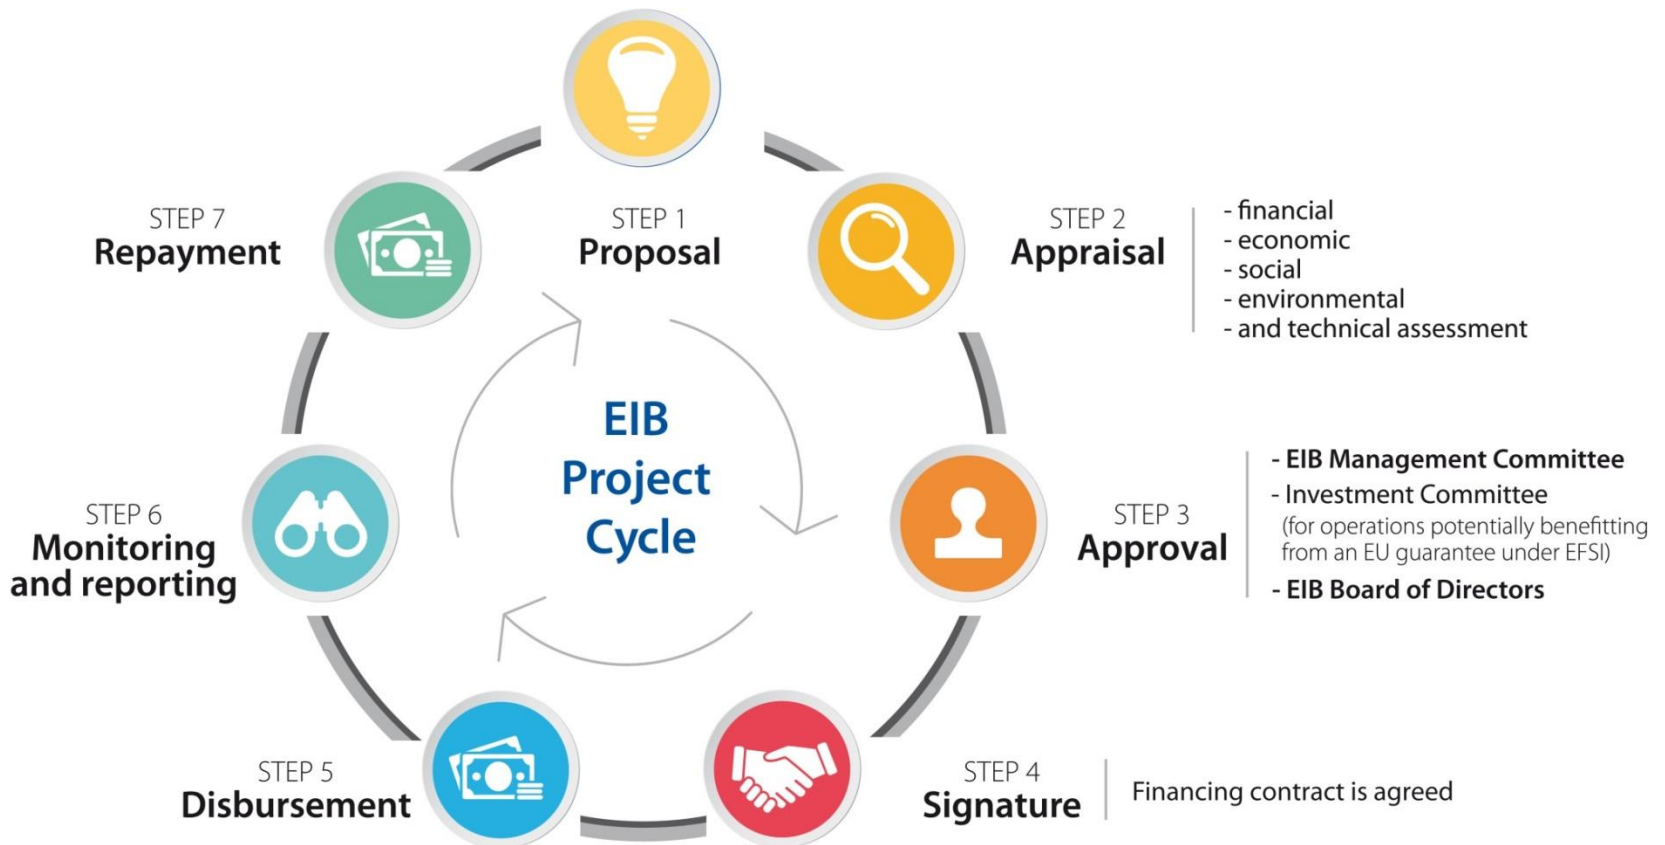 STEP 1
Proposal
STEP 2
Appraisal
- financial
- economic
- social
- environmental
- and technical assessment
STEP 3
Approval
- EIB Management Committee
- Investment Committee
(for operations potentially benefitting
from an EU guarantee under EFSI)
- EIB Board of Directors
STEP 4
Signature
Financing contract is agreed
STEP 5
Disbursement
STEP 6
Monitoring
and reporting
STEP 7
Repayment
EIB
Project
Cycle